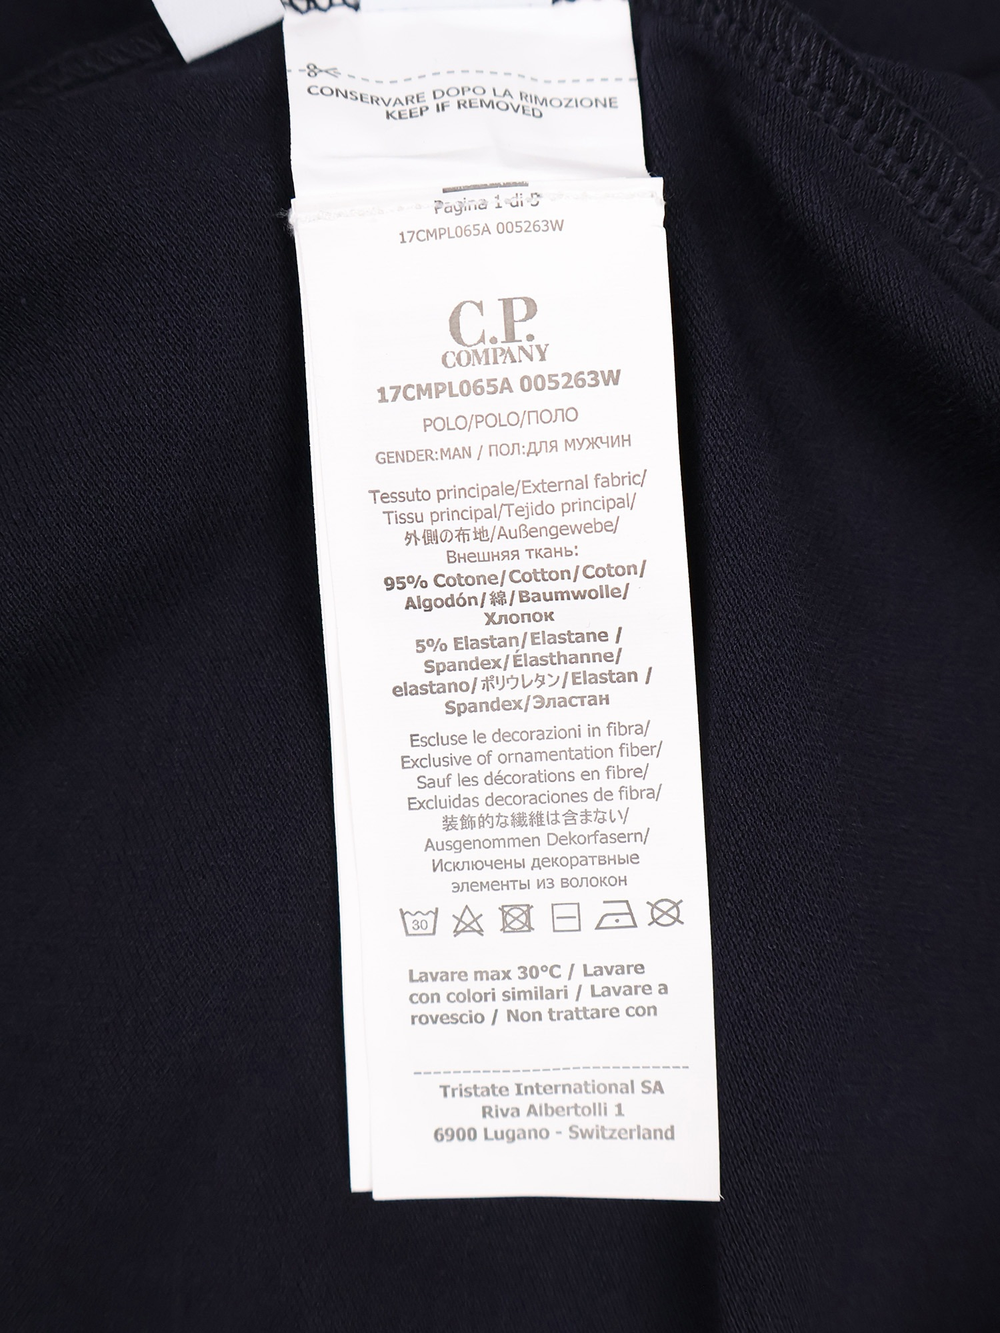 CONSERVARE DOPO LA RIMOZIONE
KEEP IF REMOVED
Pagina 1 di 5
17CMPL065A 005263W
C.P.
COMPANY
17CMPL065A 005263W
POLO/POLO/ПОЛО
GENDER:MAN / ПОЛ:ДЛЯ МУЖЧИН
Tessuto principale/External fabric/
Tissu principal/Tejido principal/
外側の布地/Außengewebe/
Внешняя ткань:
95% Cotone/Cotton/Coton/
Algodón/綿/Baumwolle/
Хлопок
5% Elastan/Elastane /
Spandex/Élasthanne/
elastano/ポリウレタン/Elastan /
Spandex/Эластан
Escluse le decorazioni in fibra/
Exclusive of ornamentation fiber/
Sauf les décorations en fibre/
Excluidas decoraciones de fibra/
装飾的な繊維は含まない/
Ausgenommen Dekorfasern/
Исключены декоратвные
элементы из волокон
30
Lavare max 30°C / Lavare
con colori similari / Lavare a
rovescio / Non trattare con
Tristate International SA
Riva Albertolli 1
6900 Lugano - Switzerland